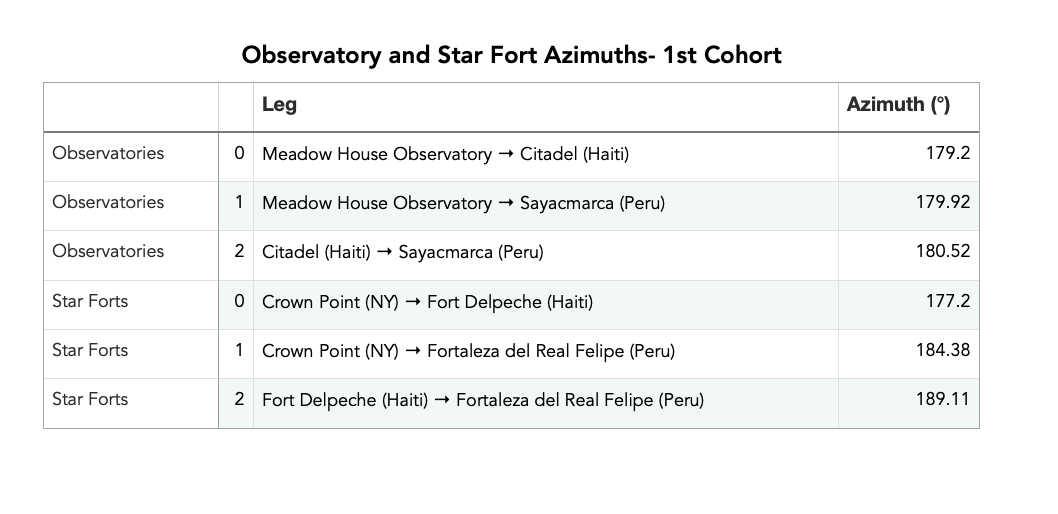 Observatory and Star Fort Azimuths- 1st Cohort
Leg Azimuth (°)
Observatories 0 Meadow House Observatory → Citadel (Haiti) 179.2
Observatories 1 Meadow House Observatory → Sayacmarca (Peru) 179.92
Observatories 2 Citadel (Haiti) → Sayacmarca (Peru) 180.52
Star Forts 0 Crown Point (NY) → Fort Delpeche (Haiti) 177.2
Star Forts 1 Crown Point (NY) → Fortaleza del Real Felipe (Peru) 184.38
Star Forts 2 Fort Delpeche (Haiti) → Fortaleza del Real Felipe (Peru) 189.11